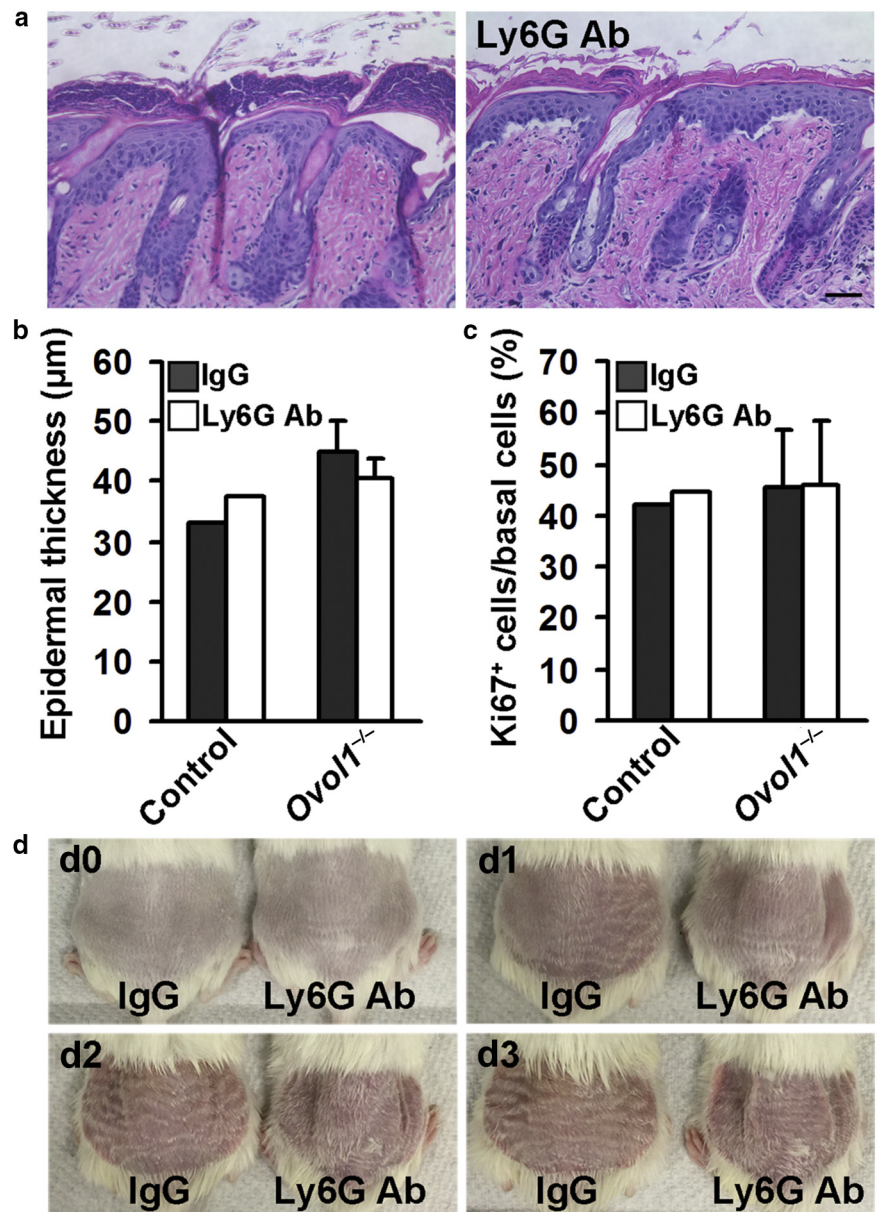 a
Ly6G Ab
b
Epidermal thickness (µm)
60
50
40
30
20
10
0
IgG
Ly6G Ab
Control
Ovol1–/–
c
Ki67+ cells/basal cells (%)
70
60
50
40
30
20
10
0
IgG
Ly6G Ab
Control
Ovol1–/–
d
d0
IgG
Ly6G Ab
d1
IgG
Ly6G Ab
d2
IgG
Ly6G Ab
d3
IgG
Ly6G Ab